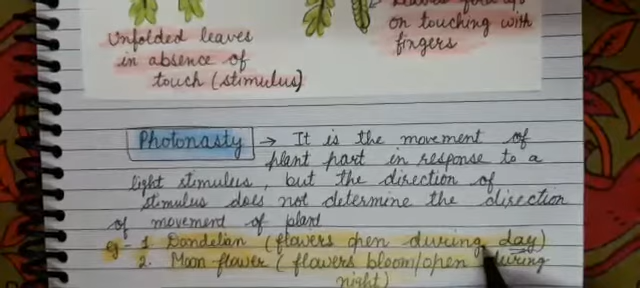 Unfolded leaves
in absence of
touch (stimulus)
on touching with
fingers
Photonasty → It is the movement of
plant part in response to a
light stimulus, but the direction of
stimulus does not determine the direction
of movement of plant
eg- 1. Dandelian (flowers open during day)
2. Moon flower (flowers bloom/open during
night)